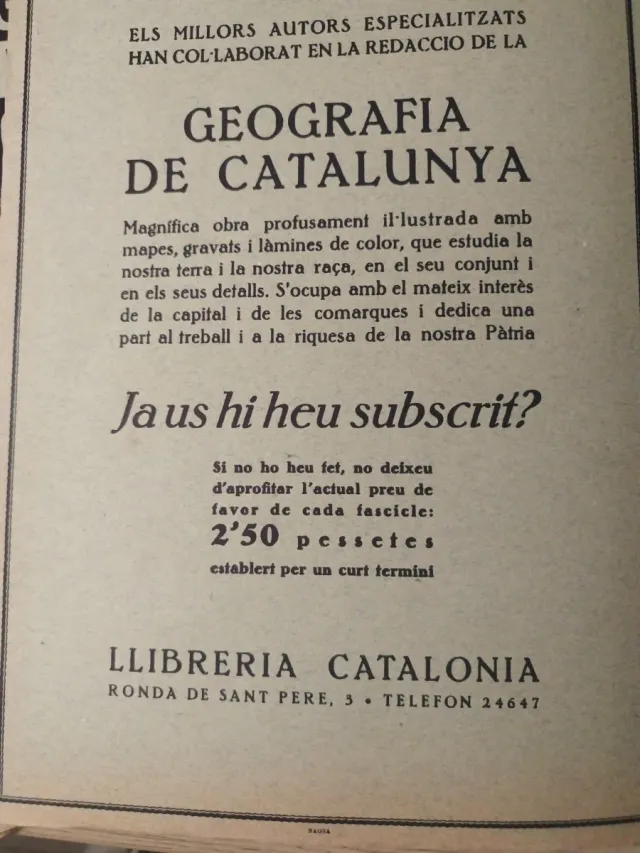 ELS MILLORS AUTORS ESPECIALITZATS
HAN COL·LABORAT EN LA REDACCIO DE LA
GEOGRAFIA
DE CATALUNYA
Magnífica obra profusament il·lustrada amb
mapes, gravats i làmines de color, que estudia la
nostra terra i la nostra raça, en el seu conjunt i
en els seus detalls. S'ocupa amb el mateix interès
de la capital i de les comarques i dedica una
part al treball i a la riquesa de la nostra Pàtria
Ja us hi heu subscrit?
Si no ho heu fet, no deixeu
d'aprofitar l'actual preu de
favor de cada fascicle:
2'50 pessetes
establert per un curt termini
LLIBRERIA CATALONIA
RONDA DE SANT PERE, 3 • TELEFON 24647
NAGSA